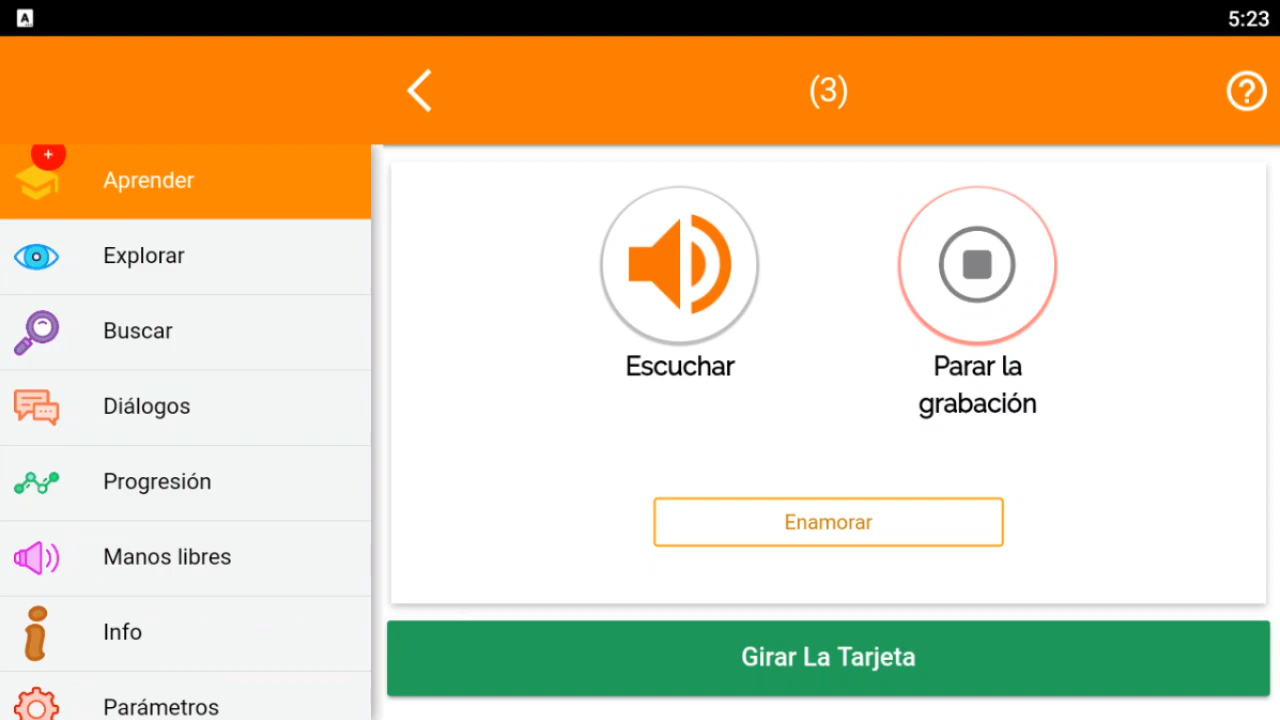 5:23
(3)
+
Aprender
Explorar
Buscar
Diálogos
Progresión
Manos libres
Info
Parámetros
Escuchar
Parar la
grabación
Enamorar
Girar La Tarjeta